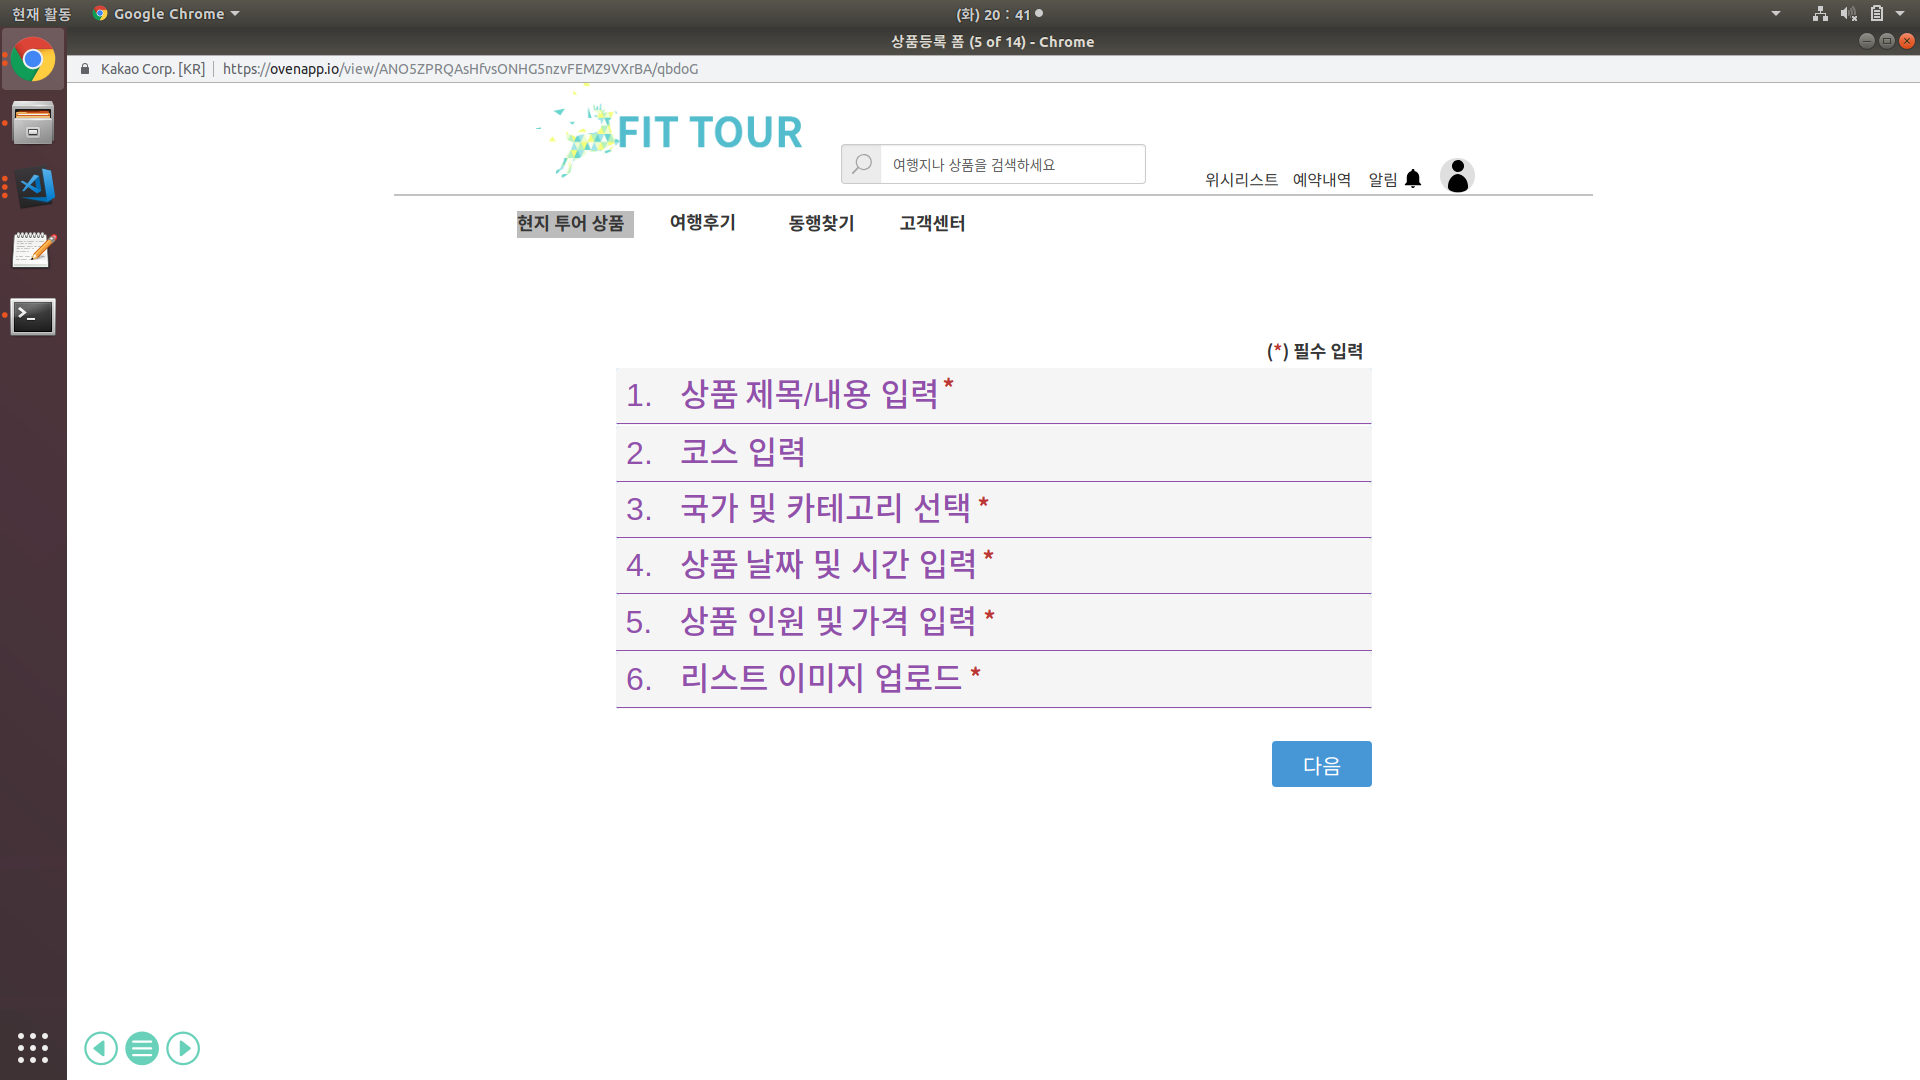 현재 활동
Google Chrome
(화) 20 : 41
상품등록 폼 (5 of 14) - Chrome
Kakao Corp. [KR]
https://ovenapp.io/view/ANO5ZPRQAsHfvsONHG5nzvFEMZ9VXrBA/qbdoG
FIT TOUR
여행지나 상품을 검색하세요
위시리스트 예약내역 알림
현지 투어 상품 여행후기 동행찾기 고객센터
(*) 필수 입력
1. 상품 제목/내용 입력 *
2. 코스 입력
3. 국가 및 카테고리 선택 *
4. 상품 날짜 및 시간 입력 *
5. 상품 인원 및 가격 입력 *
6. 리스트 이미지 업로드 *
다음